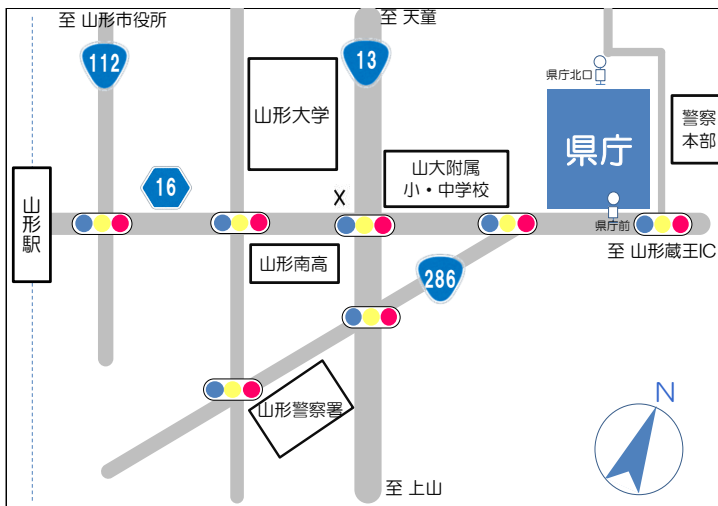 至 山形市役所
至 天童
112
13
県庁北口
山形大学
県庁
警察
本部
山大附属
小・中学校
16
X
山形駅
県庁前
山形南高
至 山形蔵王IC
286
山形警察署
N
至 上山